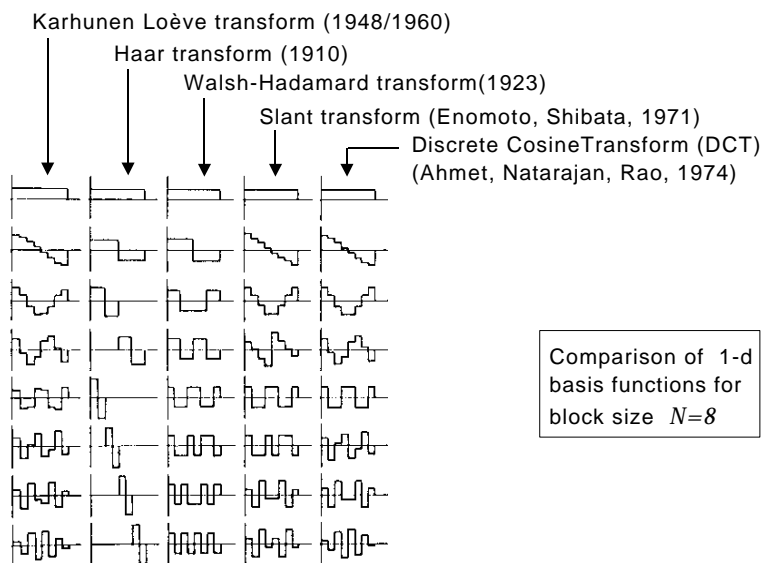 Karhunen Loève transform (1948/1960)
Haar transform (1910)
Walsh-Hadamard transform(1923)
Slant transform (Enomoto, Shibata, 1971)
Discrete CosineTransform (DCT)
(Ahmet, Natarajan, Rao, 1974)
Comparison of 1-d
basis functions for
block size N=8